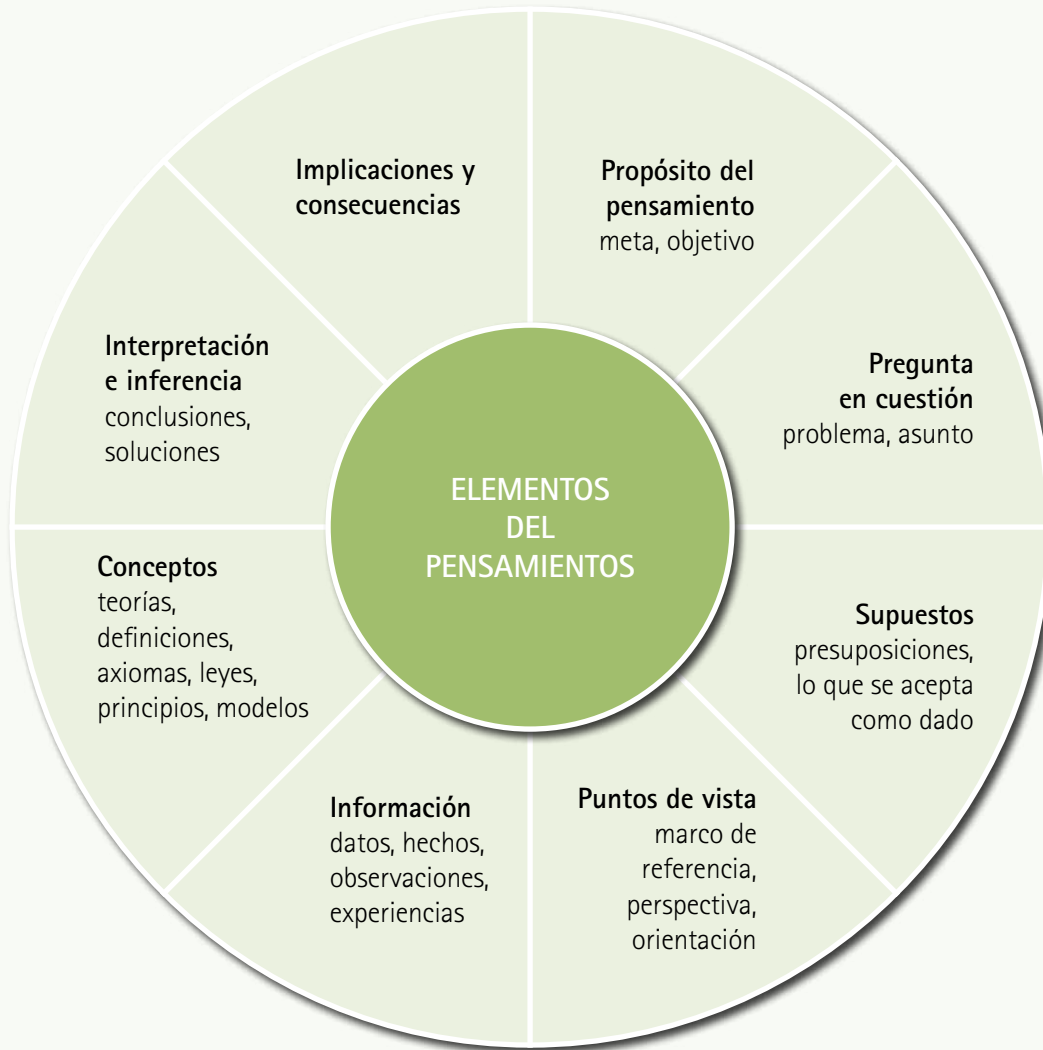 Implicaciones y
consecuencias
Propósito del
pensamiento
meta, objetivo
Interpretación
e inferencia
conclusiones,
soluciones
Pregunta
en cuestión
problema, asunto
ELEMENTOS
DEL
PENSAMIENTOS
Conceptos
teorías,
definiciones,
axiomas, leyes,
principios, modelos
Supuestos
presuposiciones,
lo que se acepta
como dado
Información
datos, hechos,
observaciones,
experiencias
Puntos de vista
marco de
referencia,
perspectiva,
orientación